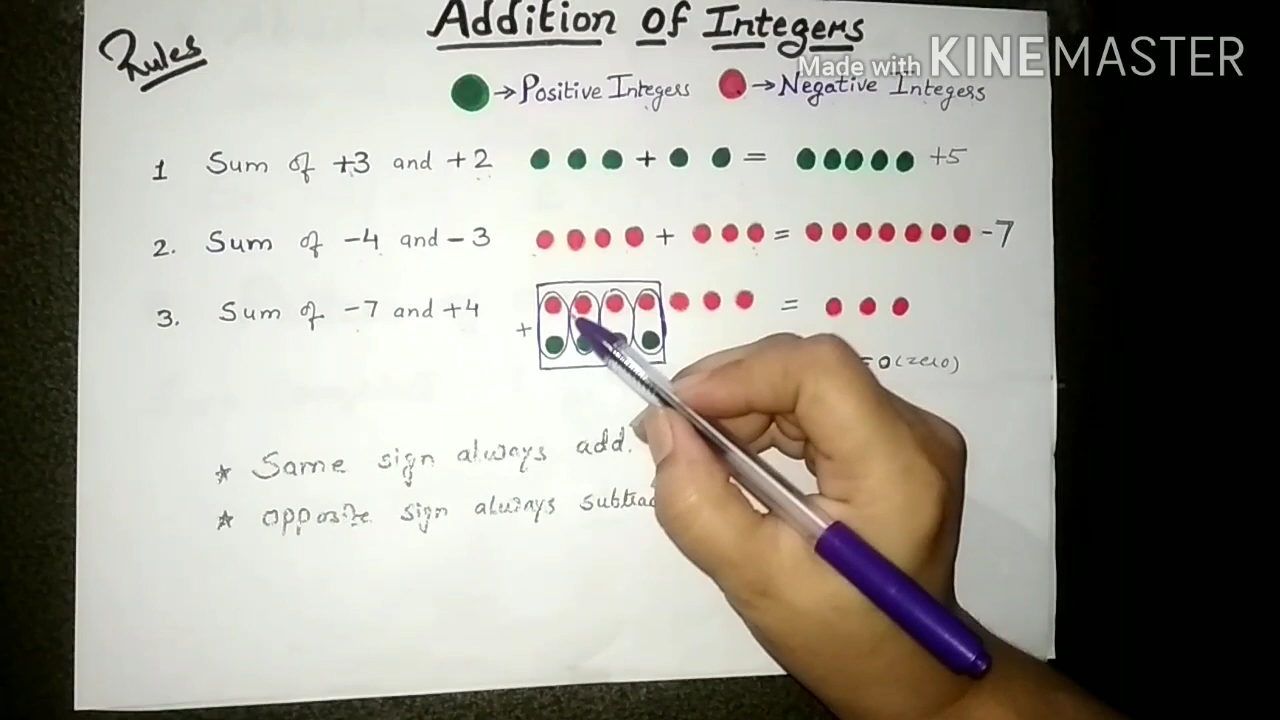 Rules
Addition Of Integers
Made with KINEMASTER
→Positive Integers →Negative Integers
1 Sum of +3 and +2 + = +5
2. Sum of -4 and -3 + = -7
3. Sum of -7 and +4 + =
=0(zero)
★ Same sign always add.
★ opposite sign always